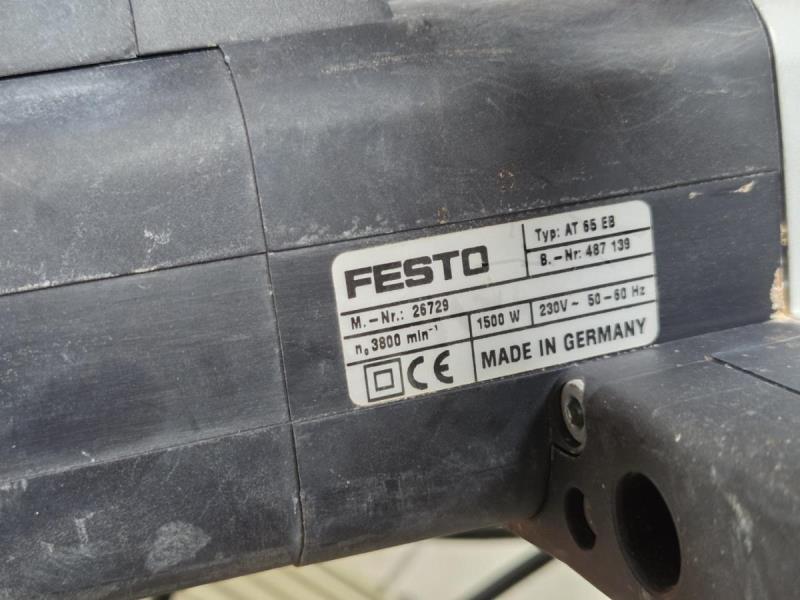 FESTO
Typ: AT 65 EB
B.-Nr: 487 139
M.-Nr.: 26729
n₀ 3800 min⁻¹
1500 W
230V ~ 50-60 Hz
CE
MADE IN GERMANY